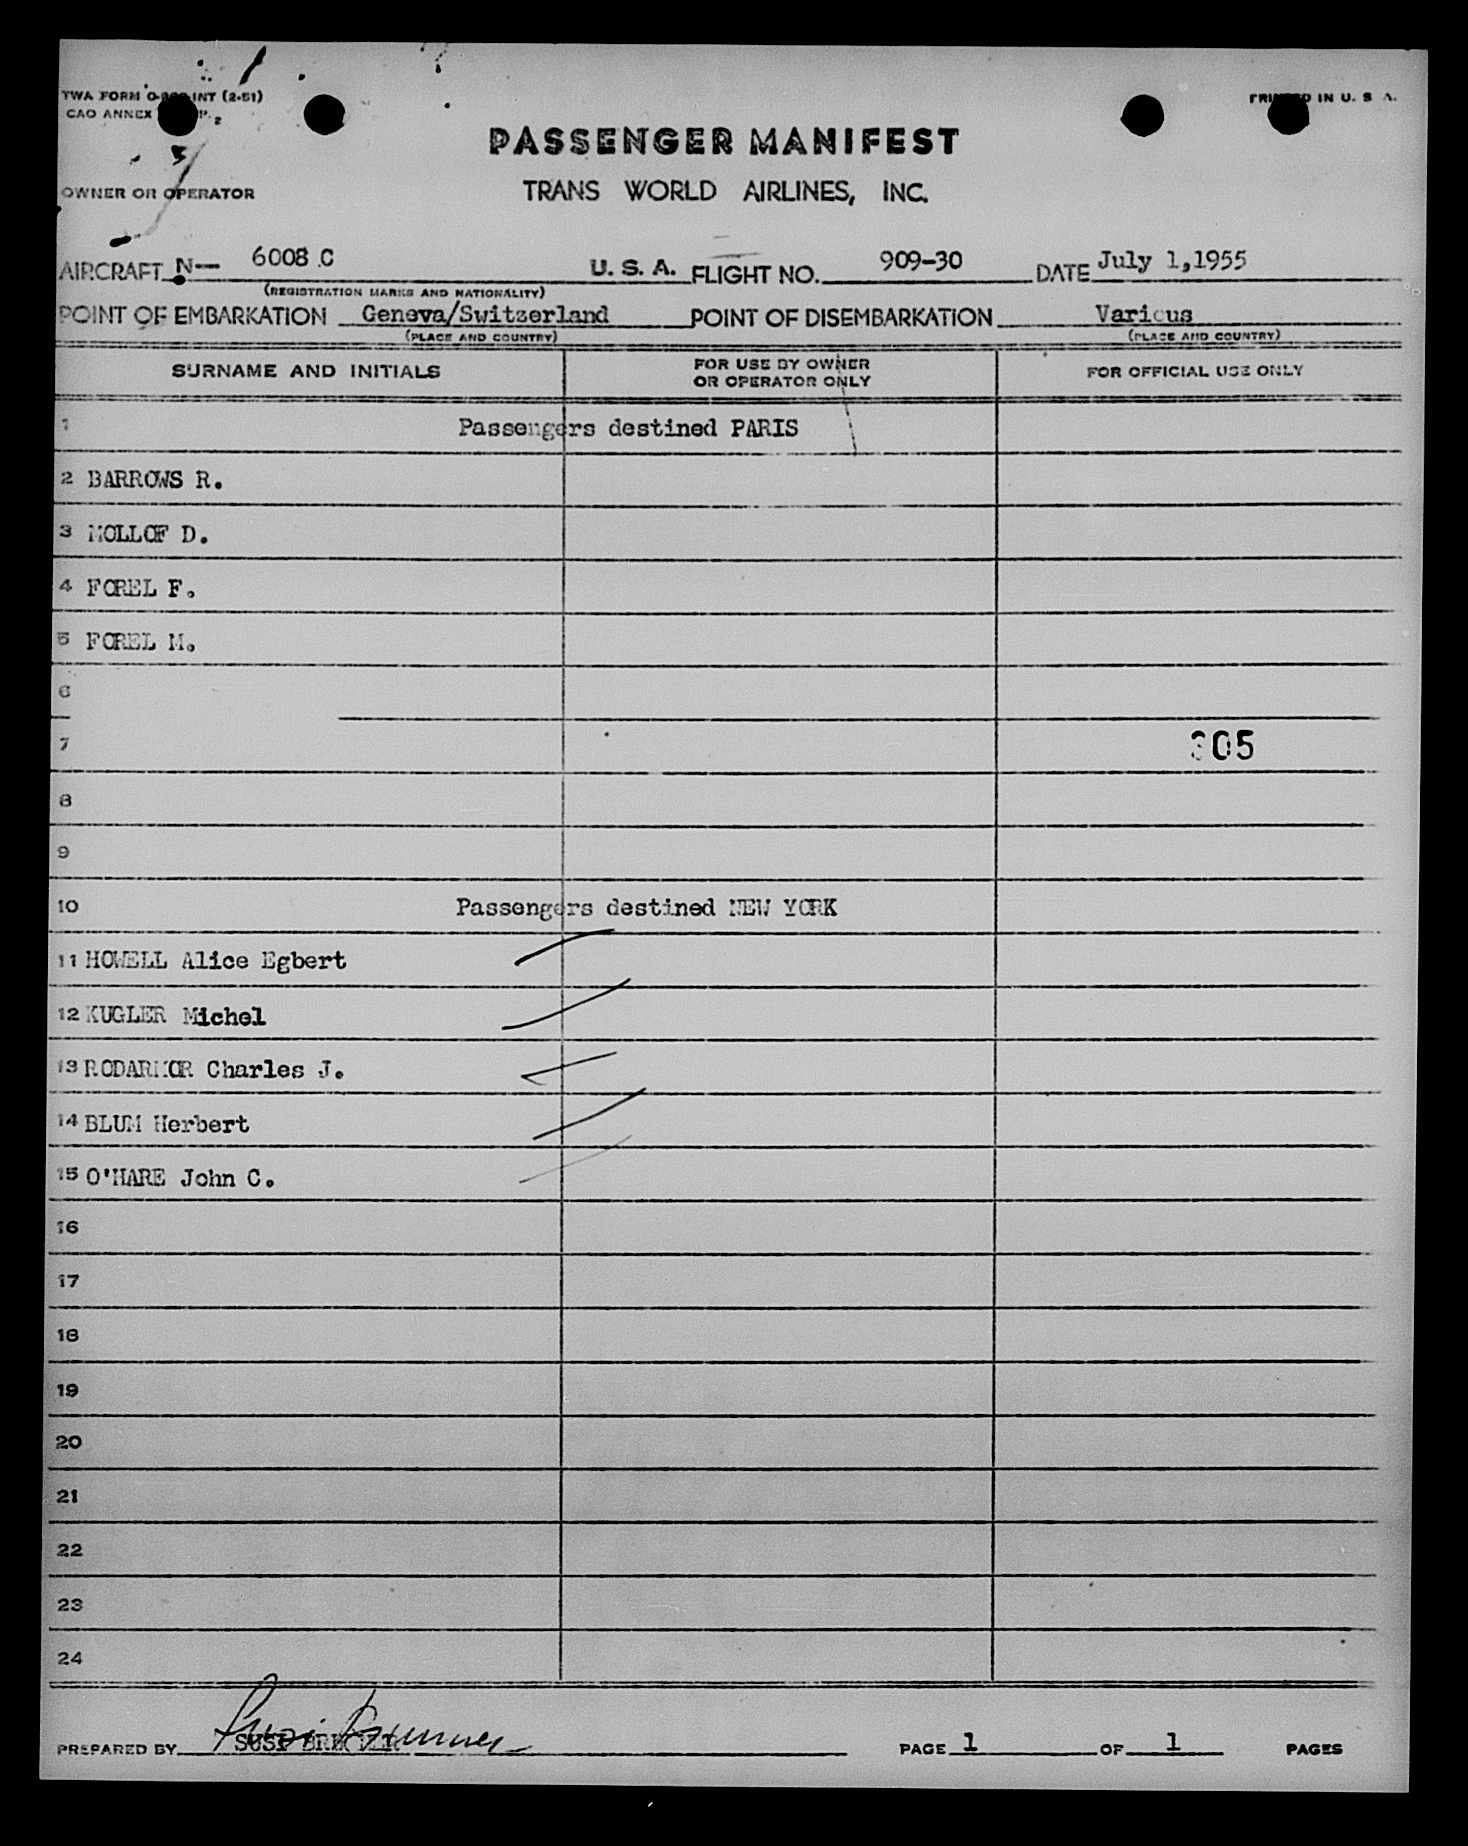 TWA FORM INT (2-51)
PRINTED IN U. S. A.
CAO ANNEX
PASSENGER MANIFEST
OWNER OR OPERATOR
TRANS WORLD AIRLINES, INC.
AIRCRAFT N— 6008 C U. S. A. FLIGHT NO. 909-30 DATE July 1,1955
(REGISTRATION MARKS AND NATIONALITY)
POINT OF EMBARKATION Geneva/Switzerland POINT OF DISEMBARKATION Various
(PLACE AND COUNTRY) (PLACE AND COUNTRY)
SURNAME AND INITIALS FOR USE BY OWNER OR OPERATOR ONLY FOR OFFICIAL USE ONLY
1 Passengers destined PARIS
2 BARROWS R.
3 MOLLOF D.
4 FOREL F.
5 FOREL M.
6
7 305
8
9
10 Passengers destined NEW YORK
11 HOWELL Alice Egbert
12 KUGLER Michel
13 RODARMOR Charles J.
14 BLUM Herbert
15 O'HARE John C.
16
17
18
19
20
21
22
23
24
PREPARED BY PAGE 1 OF 1 PAGES